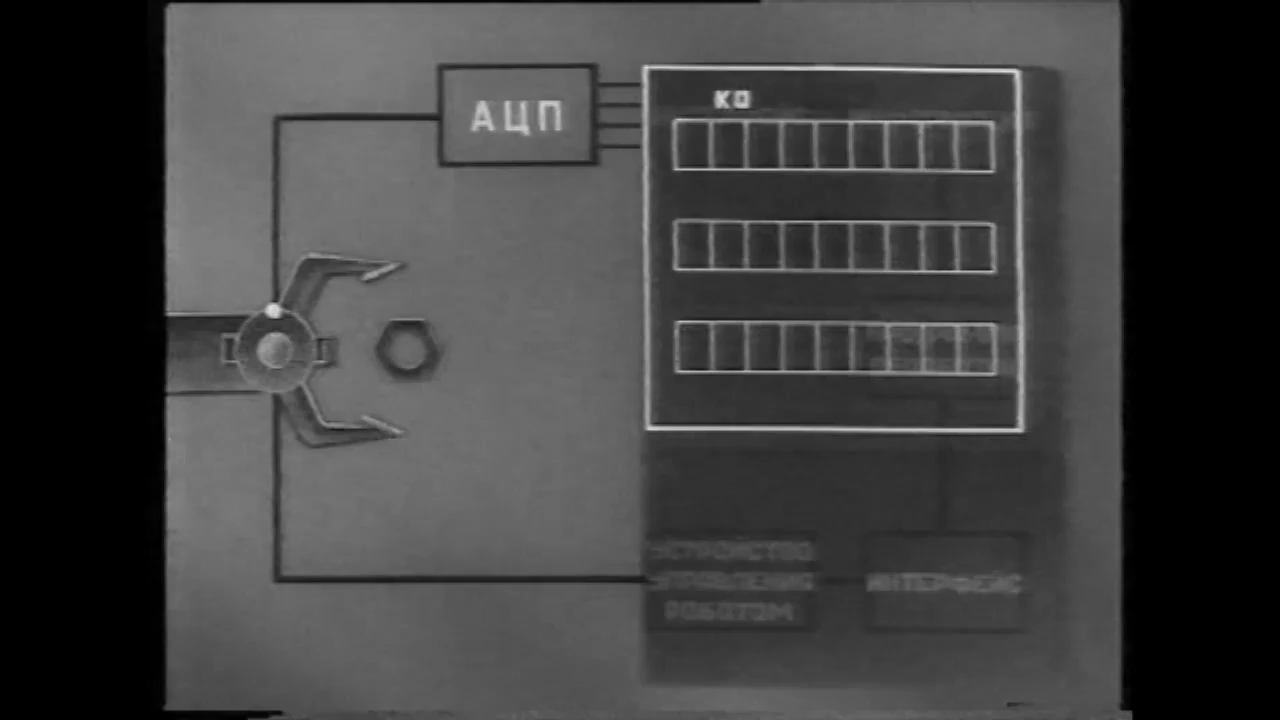 АЦП
КО
УСТРОЙСТВО
УПРАВЛЕНИЯ
РОБОТОМ
ИНТЕРФЕЙС